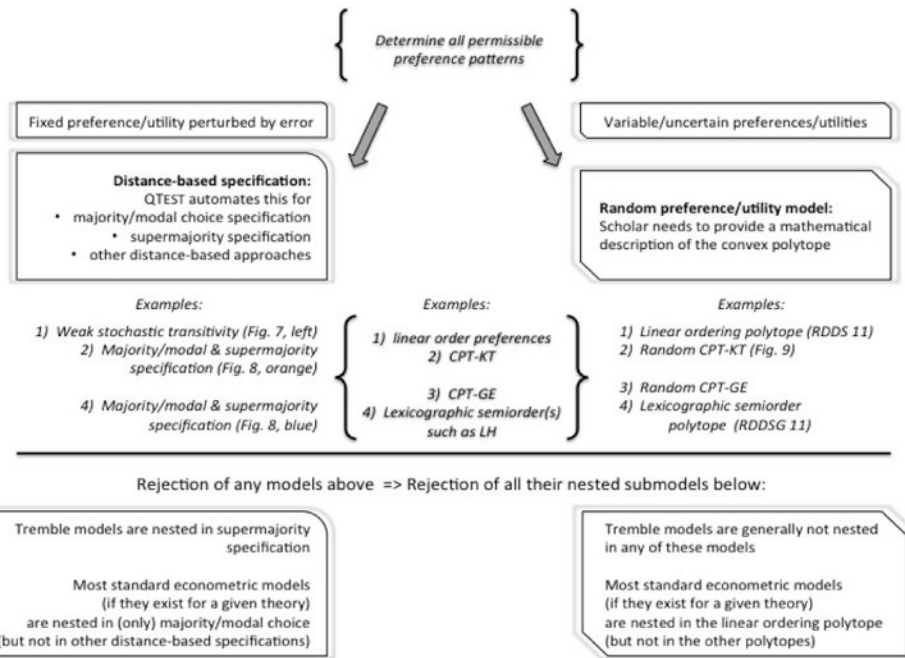 Determine all permissible
preference patterns
Fixed preference/utility perturbed by error
Variable/uncertain preferences/utilities
Distance-based specification:
QTEST automates this for
• majority/modal choice specification
• supermajority specification
• other distance-based approaches
Random preference/utility model:
Scholar needs to provide a mathematical
description of the convex polytope
Examples:
1) Weak stochastic transitivity (Fig. 7, left)
2) Majority/modal & supermajority
specification (Fig. 8, orange)
4) Majority/modal & supermajority
specification (Fig. 8, blue)
Examples:
1) linear order preferences
2) CPT-KT
3) CPT-GE
4) Lexicographic semiorder(s)
such as LH
Examples:
1) Linear ordering polytope (RDDS 11)
2) Random CPT-KT (Fig. 9)
3) Random CPT-GE
4) Lexicographic semiorder
polytope (RDDSG 11)
Rejection of any models above => Rejection of all their nested submodels below:
Tremble models are nested in supermajority
specification
Most standard econometric models
(if they exist for a given theory)
are nested in (only) majority/modal choice
(but not in other distance-based specifications)
Tremble models are generally not nested
in any of these models
Most standard econometric models
(if they exist for a given theory)
are nested in the linear ordering polytope
(but not in the other polytopes)